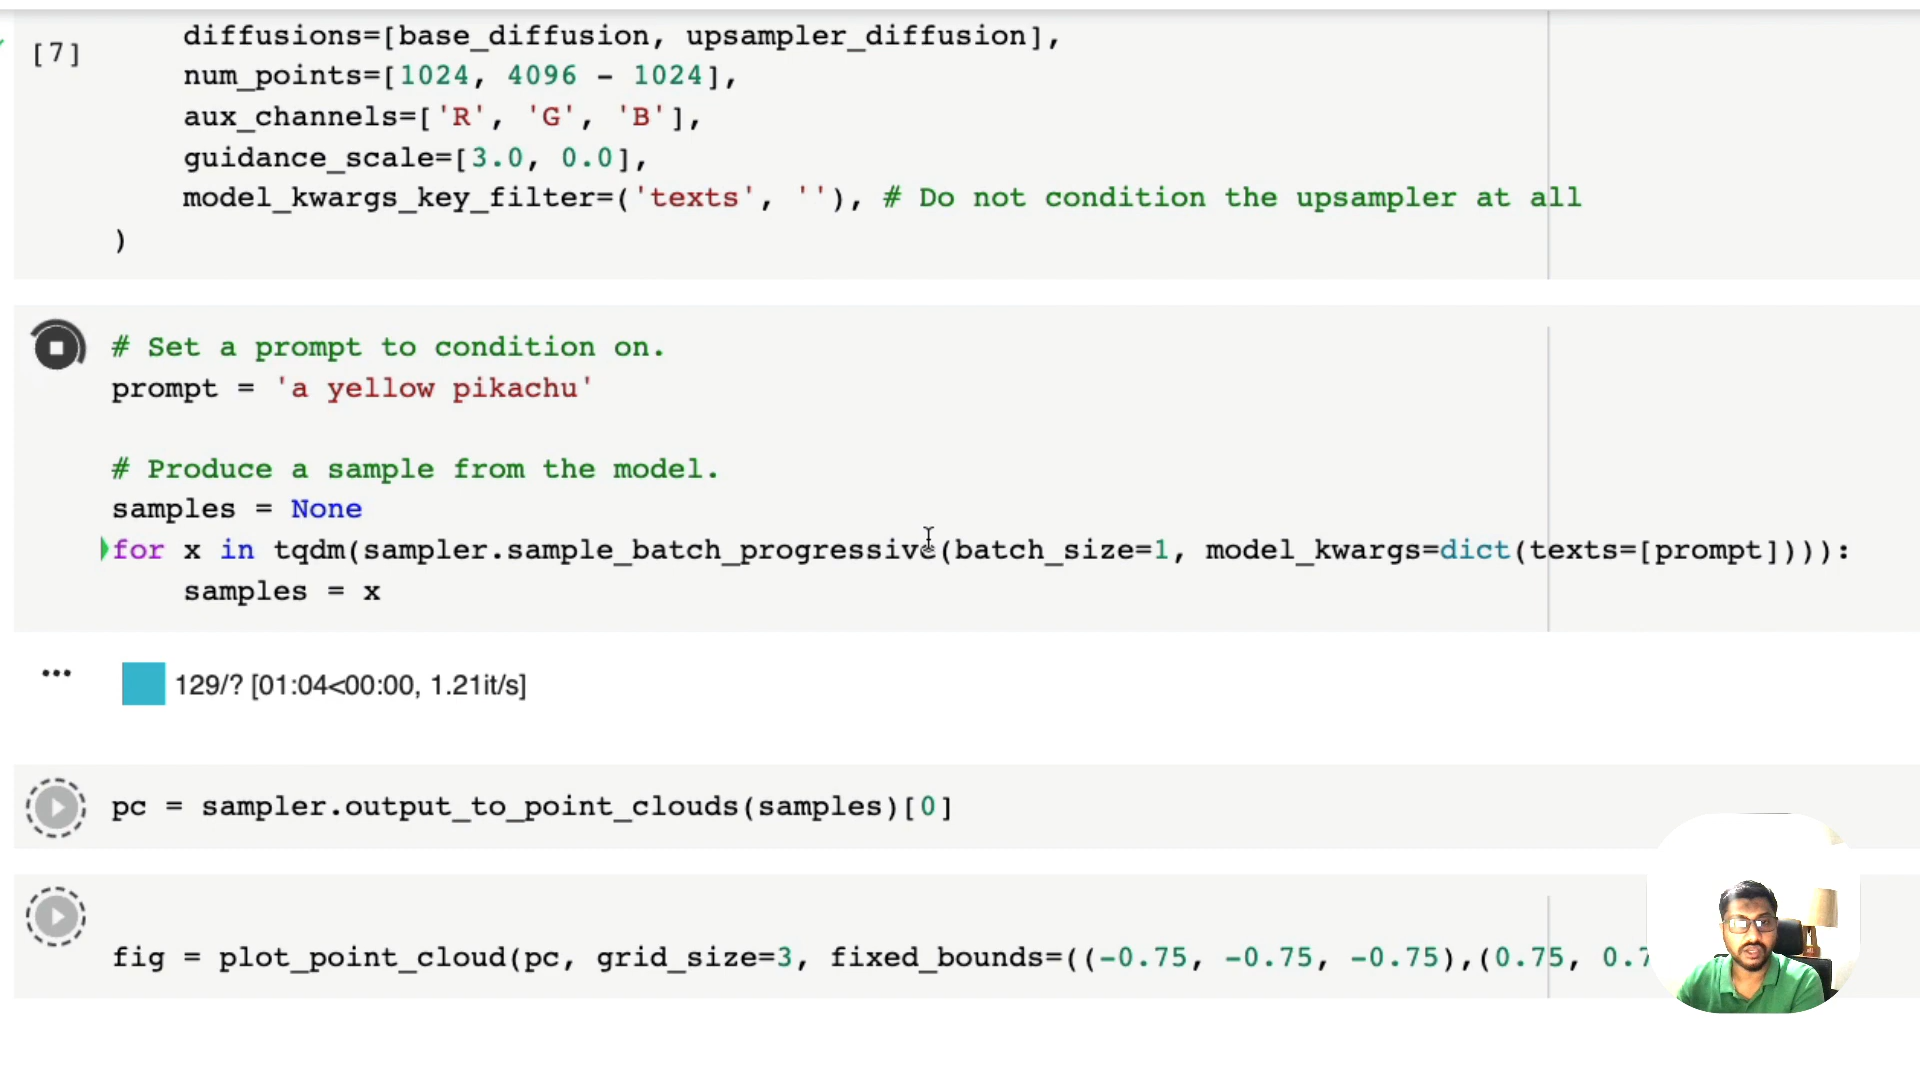 [7]
diffusions=[base_diffusion, upsampler_diffusion],
num_points=[1024, 4096 - 1024],
aux_channels=['R', 'G', 'B'],
guidance_scale=[3.0, 0.0],
model_kwargs_key_filter=('texts', ''), # Do not condition the upsampler at all
)
# Set a prompt to condition on.
prompt = 'a yellow pikachu'
# Produce a sample from the model.
samples = None
for x in tqdm(sampler.sample_batch_progressive(batch_size=1, model_kwargs=dict(texts=[prompt]))):
samples = x
129/? [01:04<00:00, 1.21it/s]
pc = sampler.output_to_point_clouds(samples)[0]
fig = plot_point_cloud(pc, grid_size=3, fixed_bounds=((-0.75, -0.75, -0.75),(0.75, 0.7